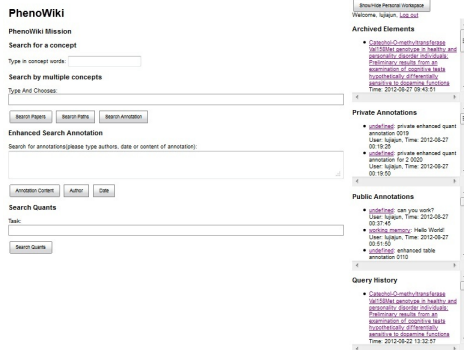 PhenoWiki
PhenoWiki Mission
Search for a concept
Type in concept words:
Search by multiple concepts
Type And Chooses:
Search Papers Search Paths Search Annotation
Enhanced Search Annotation
Search for annotations(please type authors, date or content of annotation):
Annotation Content Author Date
Search Quants
Task:
Search Quants
Show/Hide Personal Workspace
Welcome, lujiajun, Log out
Archived Elements
Catechol-O-methyltransferase
Val158Met genotype in healthy and
personality disorder individuals:
Preliminary results from an
examination of cognitive tests
hypothetically differentially
sensitive to dopamine functions
Time: 2012-08-27 09:43:51
Private Annotations
undefined: private enhanced quant
annotation 0019
User: lujiajun, Time: 2012-08-27
00:19:26
undefined: private enhanced quant
annotation for 2 0020
User: lujiajun, Time: 2012-08-27
00:19:50
Public Annotations
undefined: can you work?
User: lujiajun, Time: 2012-08-27
00:37:45
working memory: Hello World!
User: lujiajun, Time: 2012-08-27
00:51:50
undefined: enhanced table
annotation 0110
Query History
Catechol-O-methyltransferase
Val158Met genotype in healthy and
personality disorder individuals:
Preliminary results from an
examination of cognitive tests
hypothetically differentially
sensitive to dopamine functions
Time: 2012-08-22 13:32:57